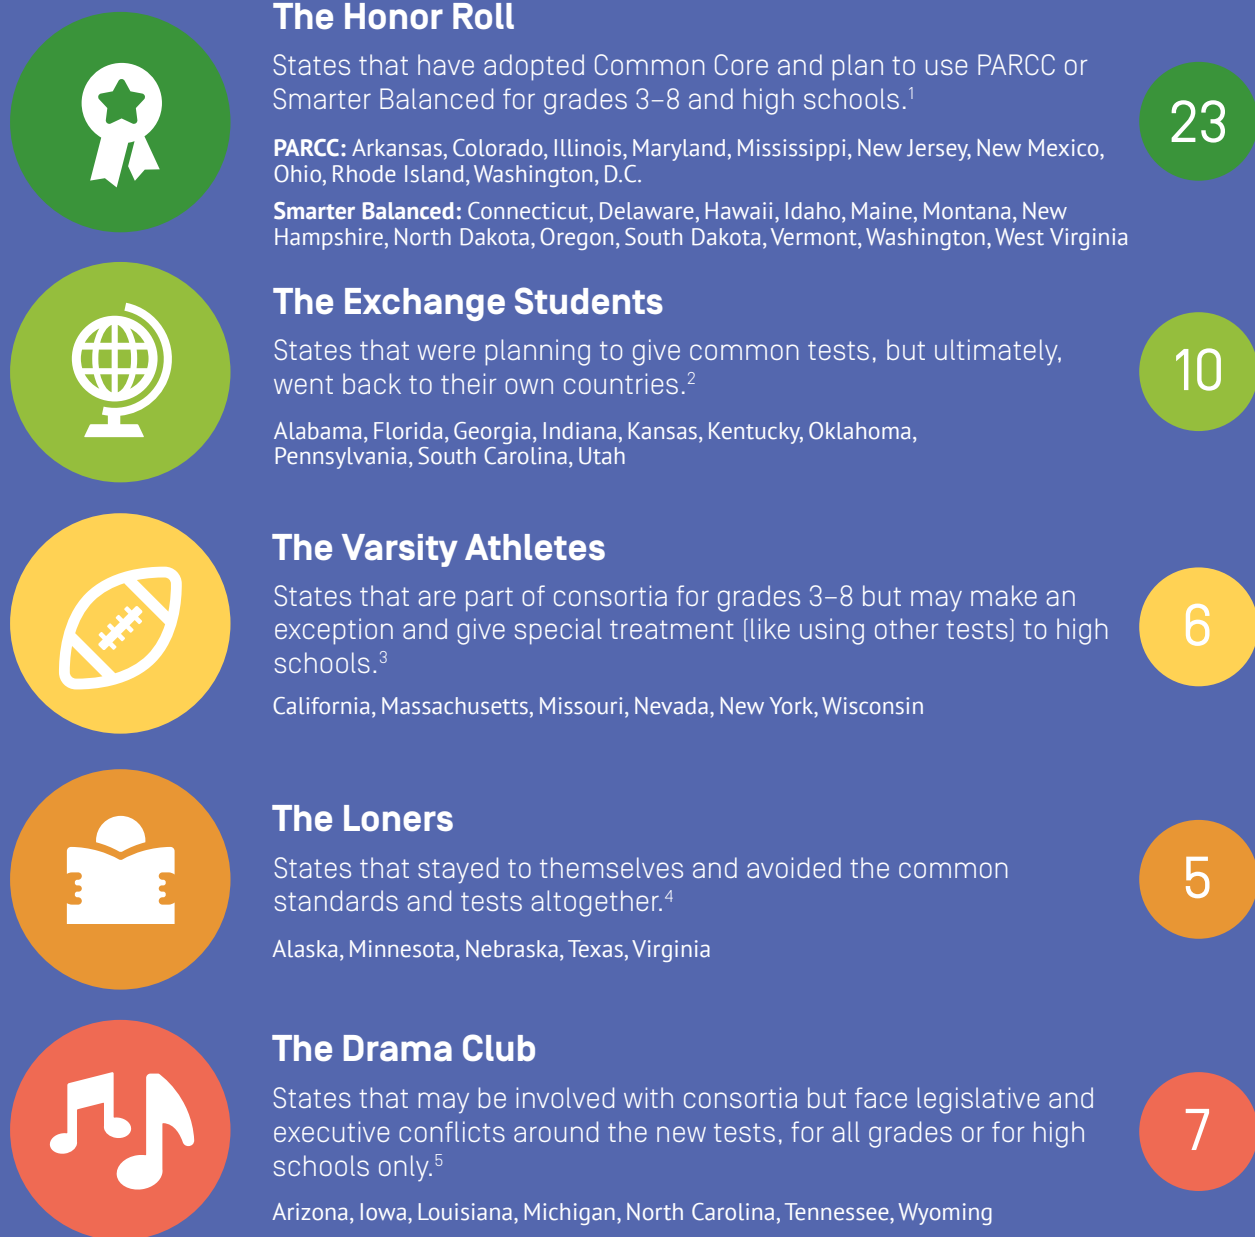 The Honor Roll
States that have adopted Common Core and plan to use PARCC or
Smarter Balanced for grades 3–8 and high schools.¹
23
PARCC: Arkansas, Colorado, Illinois, Maryland, Mississippi, New Jersey, New Mexico,
Ohio, Rhode Island, Washington, D.C.
Smarter Balanced: Connecticut, Delaware, Hawaii, Idaho, Maine, Montana, New
Hampshire, North Dakota, Oregon, South Dakota, Vermont, Washington, West Virginia
The Exchange Students
States that were planning to give common tests, but ultimately,
went back to their own countries.²
10
Alabama, Florida, Georgia, Indiana, Kansas, Kentucky, Oklahoma,
Pennsylvania, South Carolina, Utah
The Varsity Athletes
States that are part of consortia for grades 3–8 but may make an
exception and give special treatment (like using other tests) to high
schools.³
6
California, Massachusetts, Missouri, Nevada, New York, Wisconsin
The Loners
States that stayed to themselves and avoided the common
standards and tests altogether.⁴
5
Alaska, Minnesota, Nebraska, Texas, Virginia
The Drama Club
States that may be involved with consortia but face legislative and
executive conflicts around the new tests, for all grades or for high
schools only.⁵
7
Arizona, Iowa, Louisiana, Michigan, North Carolina, Tennessee, Wyoming